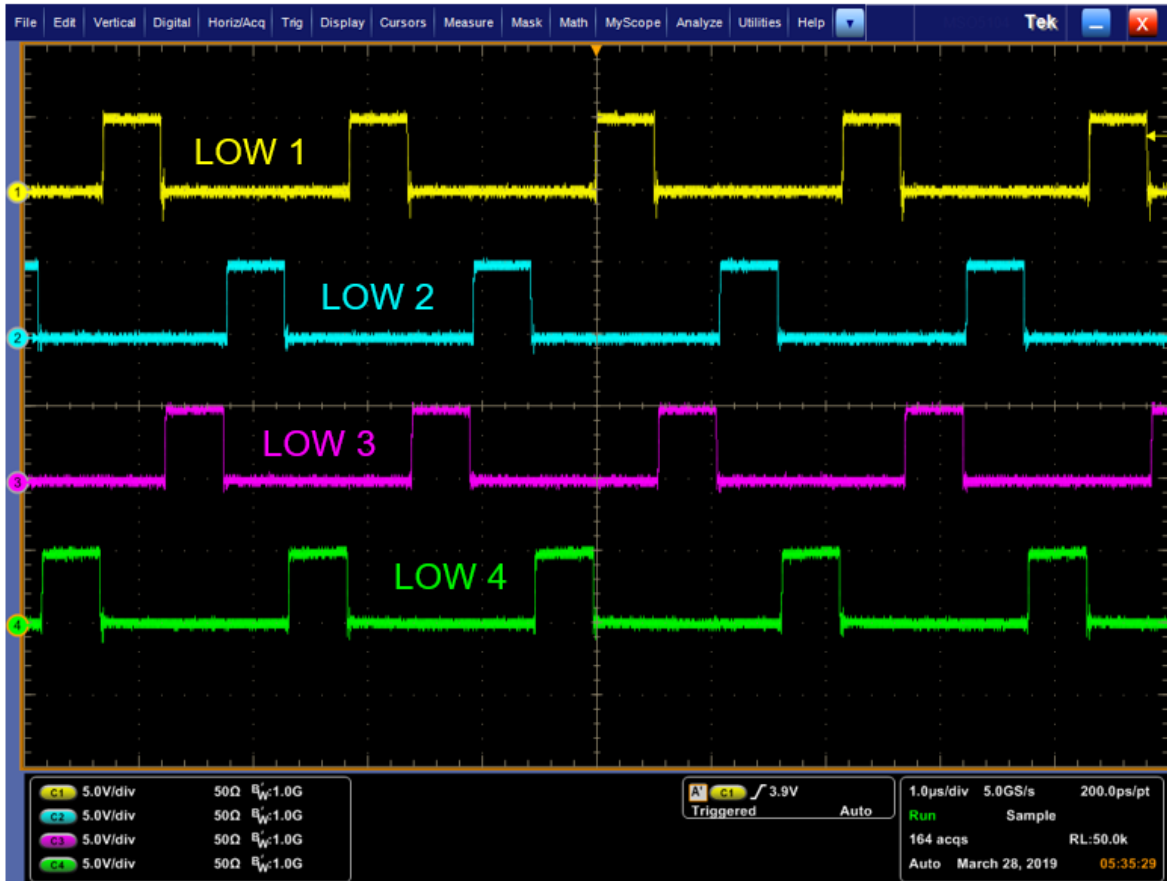 File Edit Vertical Digital Horiz/Acq Trig Display Cursors Measure Mask Math MyScope Analyze Utilities Help Tek X
LOW 1
1
LOW 2
2
LOW 3
3
LOW 4
4
C1 5.0V/div 50Ω B'W:1.0G
C2 5.0V/div 50Ω B'W:1.0G
C3 5.0V/div 50Ω B'W:1.0G
C4 5.0V/div 50Ω B'W:1.0G
A' C1 3.9V
Triggered Auto
1.0µs/div 5.0GS/s 200.0ps/pt
Run Sample
164 acqs RL:50.0k
Auto March 28, 2019 05:35:29